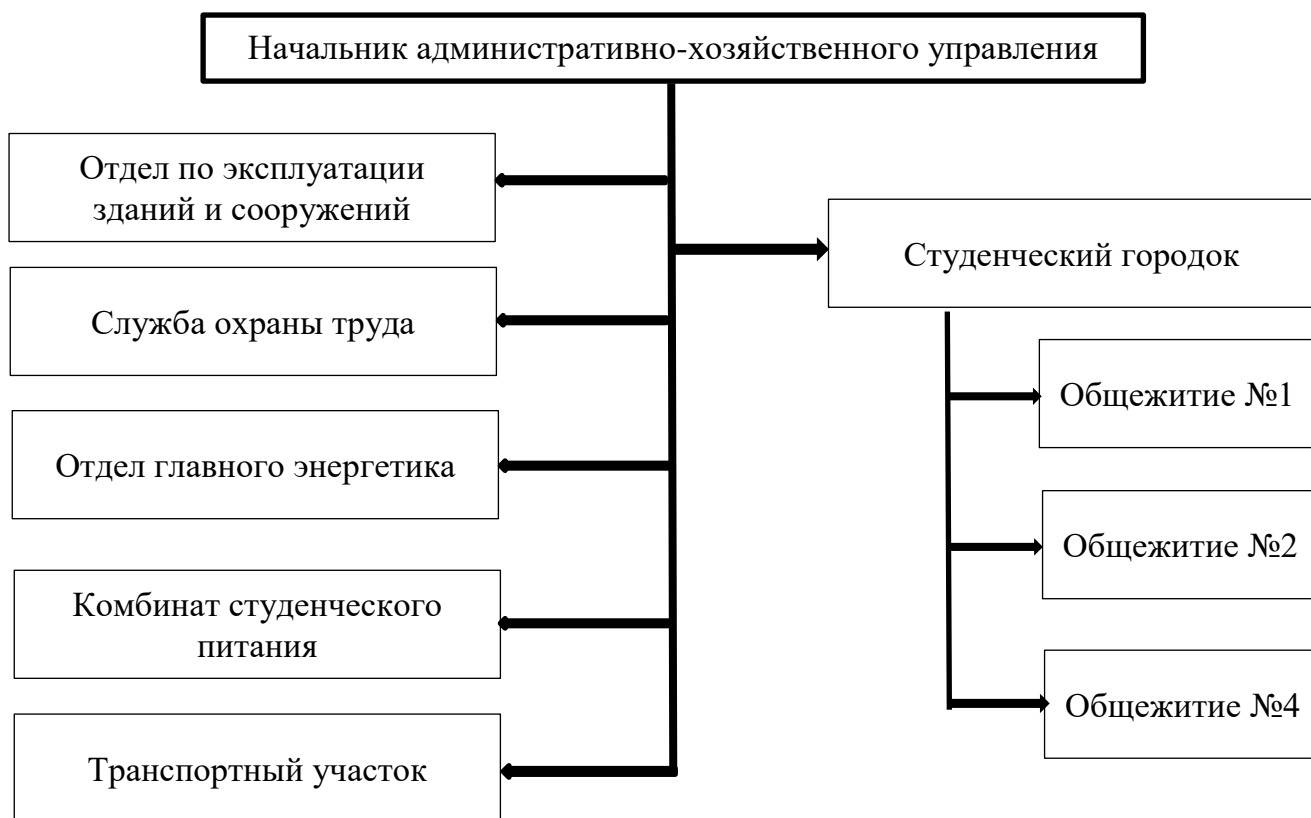 Начальник административно-хозяйственного управления
Отдел по эксплуатации
зданий и сооружений
Служба охраны труда
Отдел главного энергетика
Комбинат студенческого
питания
Транспортный участок
Студенческий городок
Общежитие №1
Общежитие №2
Общежитие №4